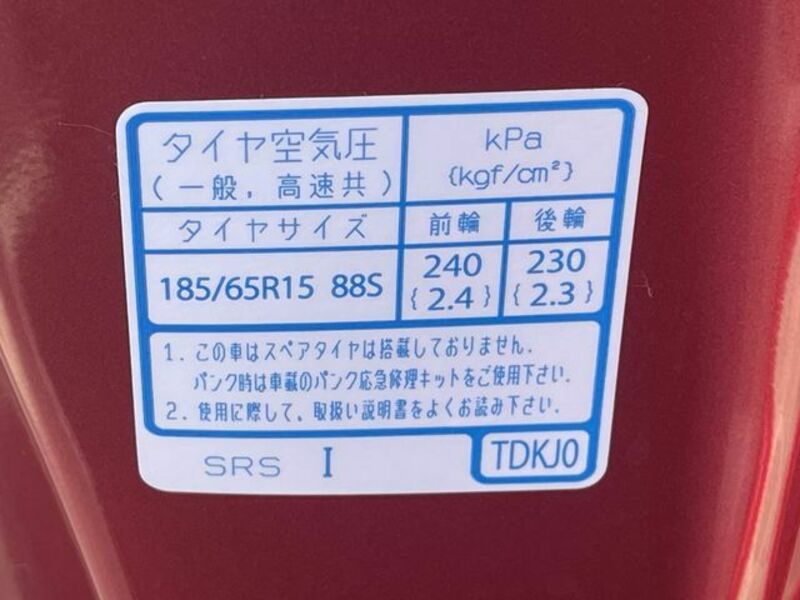 タイヤ空気圧
(一般,高速共)
kPa
{kgf/cm²}
タイヤサイズ
前輪
後輪
185/65R15 88S
240
{2.4}
230
{2.3}
1. この車はスペアタイヤは搭載しておりません.
パンク時は車載のパンク応急修理キットをご使用下さい.
2. 使用に際して、取扱い説明書をよくお読み下さい.
SRS I
TDKJ0